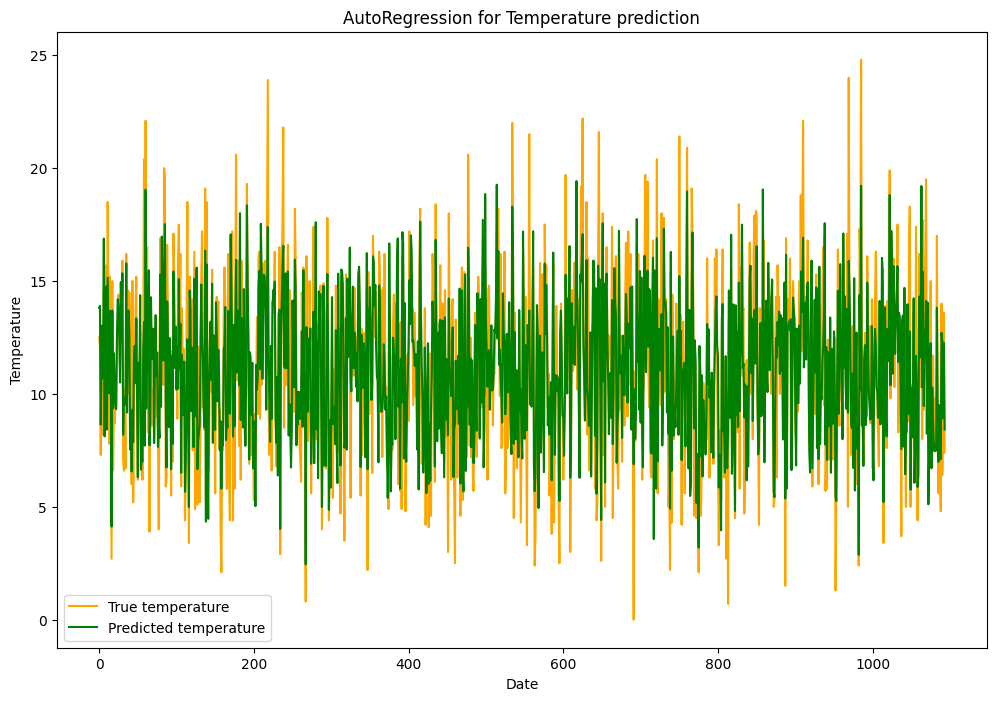 AutoRegression for Temperature prediction
25
20
15
10
5
0
Temperature
True temperature
Predicted temperature
0
200
400
600
800
1000
Date